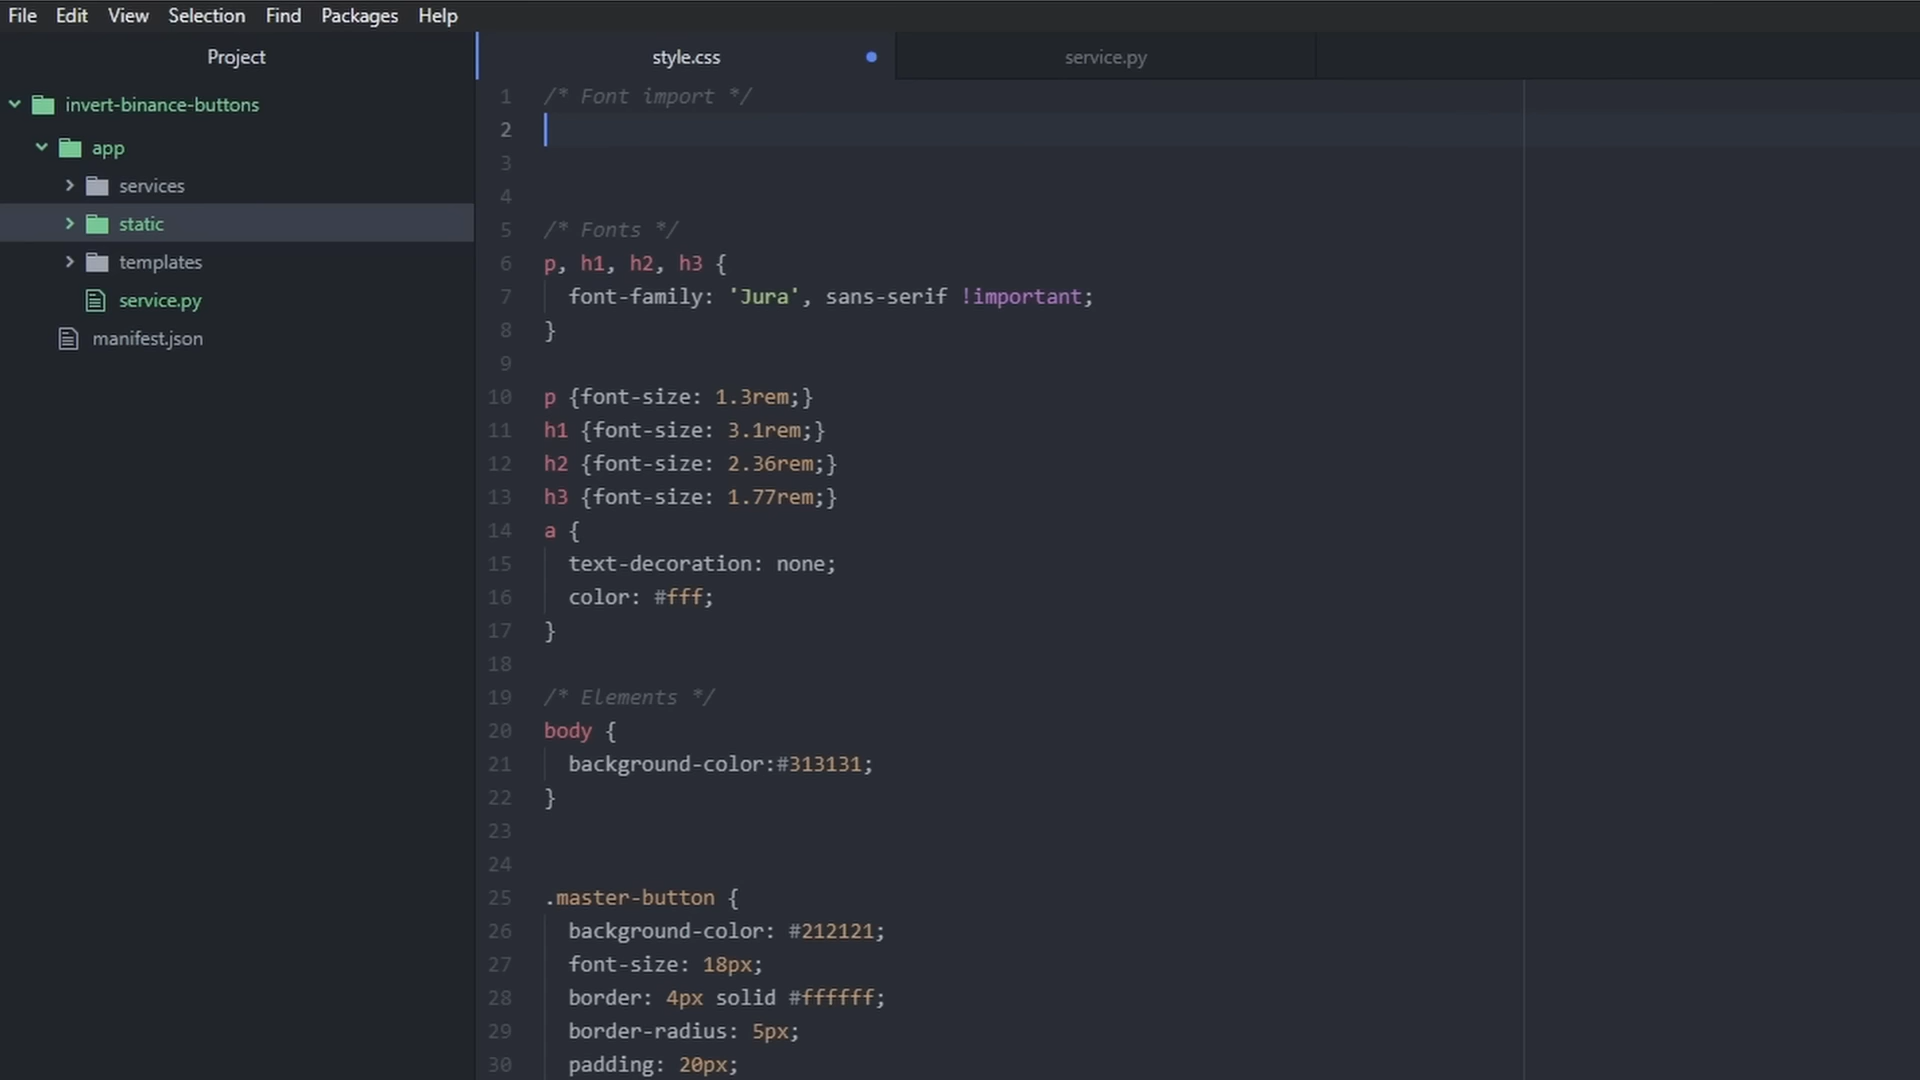 File Edit View Selection Find Packages Help
Project
invert-binance-buttons
app
services
static
templates
service.py
manifest.json
style.css
service.py
1 /* Font import */
2
3
4
5 /* Fonts */
6 p, h1, h2, h3 {
7 font-family: 'Jura', sans-serif !important;
8 }
9
10 p {font-size: 1.3rem;}
11 h1 {font-size: 3.1rem;}
12 h2 {font-size: 2.36rem;}
13 h3 {font-size: 1.77rem;}
14 a {
15 text-decoration: none;
16 color: #fff;
17 }
18
19 /* Elements */
20 body {
21 background-color:#313131;
22 }
23
24
25 .master-button {
26 background-color: #212121;
27 font-size: 18px;
28 border: 4px solid #ffffff;
29 border-radius: 5px;
30 padding: 20px;